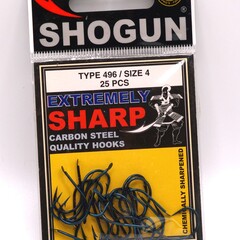 SHOGUN
TYPE 496 / SIZE 4
25 PCS
EXTREMELY
SHARP
CARBON STEEL
QUALITY HOOKS
CHEMICALLY SHARPENED